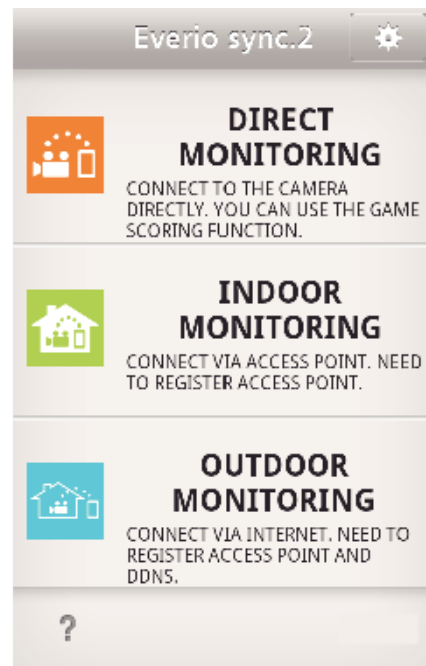 Everio sync.2
DIRECT
MONITORING
CONNECT TO THE CAMERA
DIRECTLY. YOU CAN USE THE GAME
SCORING FUNCTION.
INDOOR
MONITORING
CONNECT VIA ACCESS POINT. NEED
TO REGISTER ACCESS POINT.
OUTDOOR
MONITORING
CONNECT VIA INTERNET. NEED TO
REGISTER ACCESS POINT AND
DDNS.
?